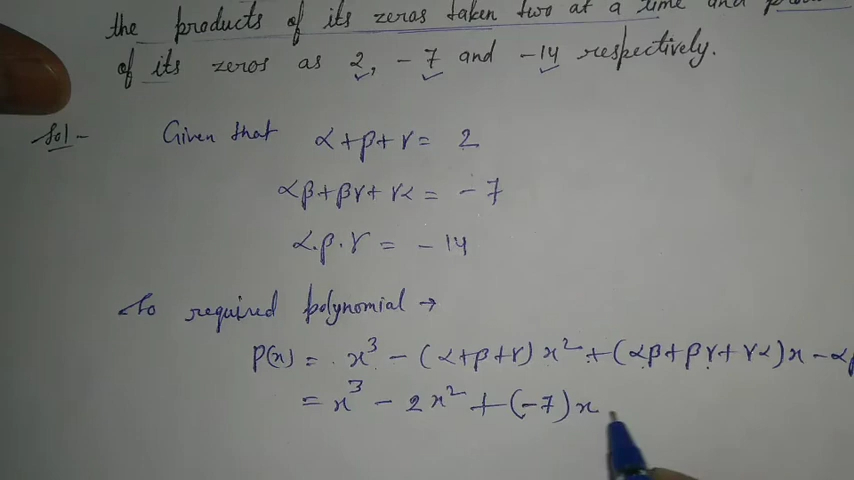 the products of its zeros taken two at a time and
of its zeros as 2, -7 and -14 respectively.
Sol -
Given that α+β+γ = 2
αβ+βγ+γα = -7
α.β.γ = -14
So required polynomial →
P(x) = x³ - (α+β+γ) x² + (αβ+βγ+γα)x - αβ
= x³ - 2x² + (-7)x